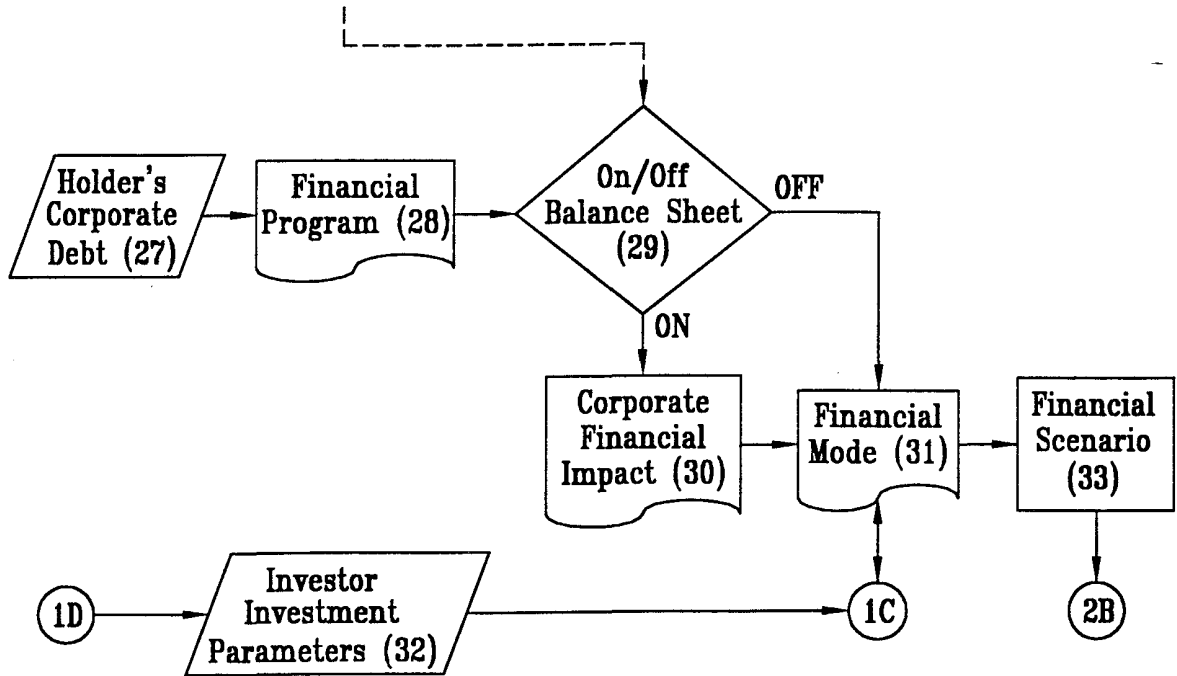 Holder's
Corporate
Debt (27)
Financial
Program (28)
On/Off
Balance Sheet
(29)
OFF
ON
Corporate
Financial
Impact (30)
Financial
Mode (31)
Financial
Scenario
(33)
1D
Investor
Investment
Parameters (32)
1C
2B